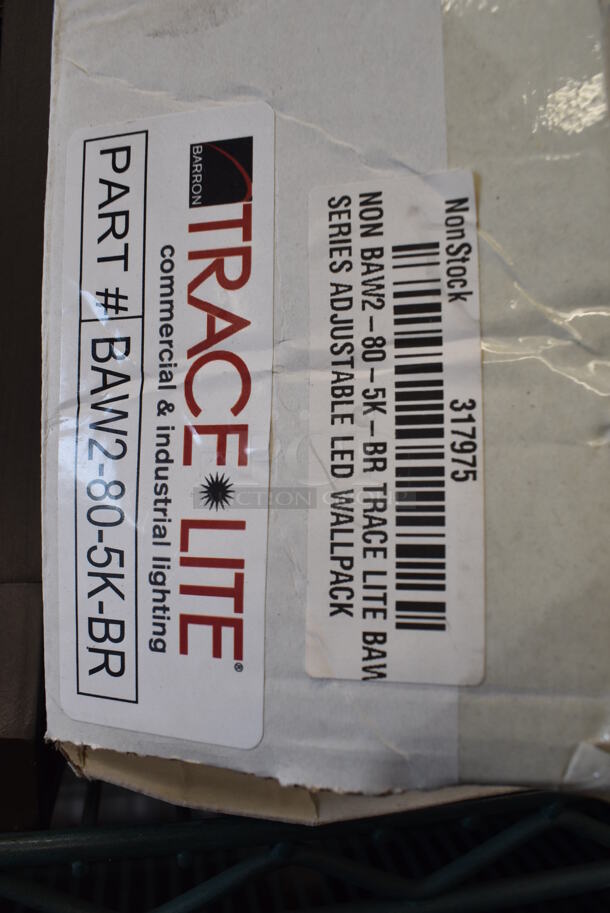 NonStock 317975
NON BAW2-80-5K-BR TRACE LITE BAW
SERIES ADJUSTABLE LED WALLPACK
BARRON
TRACE LITE®
commercial & industrial lighting
PART # BAW2-80-5K-BR